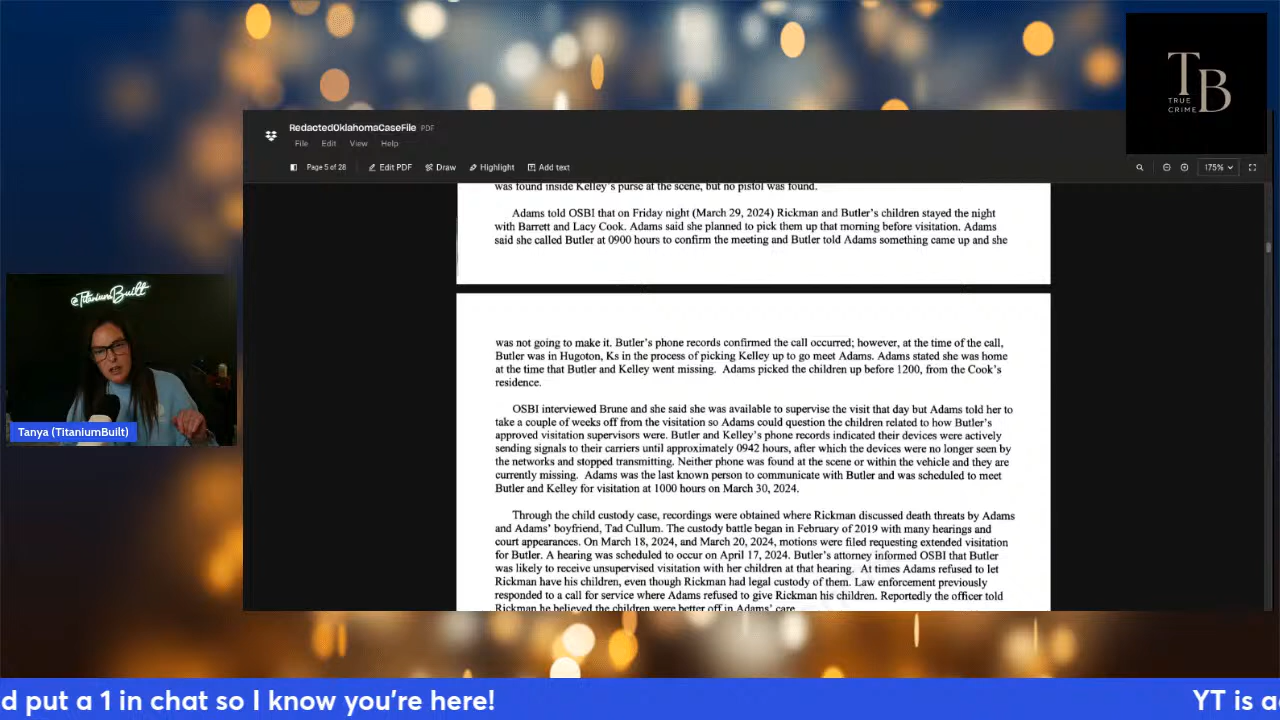 TB
TRUE
CRIME
RedactedOklahomaCaseFile PDF
File Edit View Help
Page 5 of 28 Edit PDF Draw Highlight Add text 175%
was found inside Kelley's purse at the scene, but no pistol was found.
Adams told OSBI that on Friday night (March 29, 2024) Rickman and Butler's children stayed the night
with Barrett and Lacy Cook. Adams said she planned to pick them up that morning before visitation. Adams
said she called Butler at 0900 hours to confirm the meeting and Butler told Adams something came up and she
was not going to make it. Butler's phone records confirmed the call occurred; however, at the time of the call,
Butler was in Hugoton, Ks in the process of picking Kelley up to go meet Adams. Adams stated she was home
at the time that Butler and Kelley went missing. Adams picked the children up before 1200, from the Cook's
residence.
OSBI interviewed Brune and she said she was available to supervise the visit that day but Adams told her to
take a couple of weeks off from the visitation so Adams could question the children related to how Butler's
approved visitation supervisors were. Butler and Kelley's phone records indicated their devices were actively
sending signals to their carriers until approximately 0942 hours, after which the devices were no longer seen by
the networks and stopped transmitting. Neither phone was found at the scene or within the vehicle and they are
currently missing. Adams was the last known person to communicate with Butler and was scheduled to meet
Butler and Kelley for visitation at 1000 hours on March 30, 2024.
Through the child custody case, recordings were obtained where Rickman discussed death threats by Adams
and Adams' boyfriend, Tad Cullum. The custody battle began in February of 2019 with many hearings and
court appearances. On March 18, 2024, and March 20, 2024, motions were filed requesting extended visitation
for Butler. A hearing was scheduled to occur on April 17, 2024. Butler's attorney informed OSBI that Butler
was likely to receive unsupervised visitation with her children at that hearing. At times Adams refused to let
Rickman have his children, even though Rickman had legal custody of them. Law enforcement previously
responded to a call for service where Adams refused to give Rickman his children. Reportedly the officer told
Rickman he believed the children were better off in Adams' care.
@TitaniumBuilt
Tanya (TitaniumBuilt)
d put a 1 in chat so I know you're here! YT is a